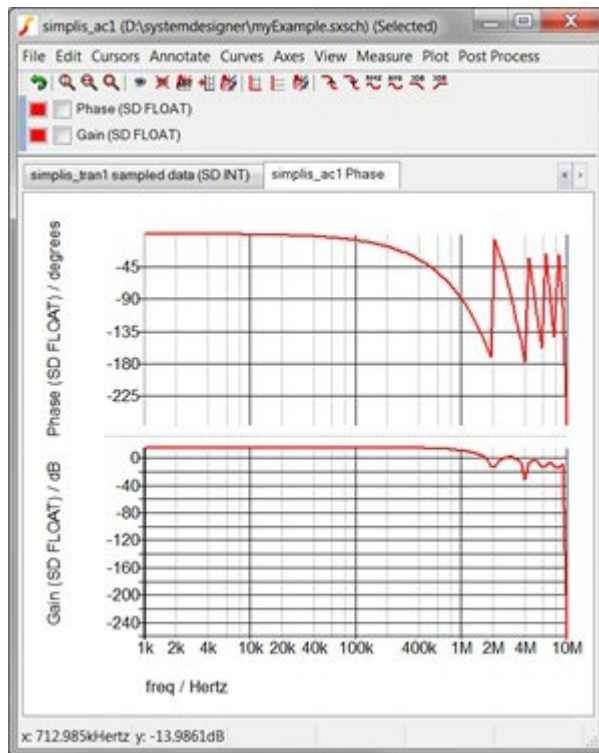 simplis_ac1 (D:\systemdesigner\myExample.sxsch) (Selected)
File Edit Cursors Annotate Curves Axes View Measure Plot Post Process
Phase (SD FLOAT)
Gain (SD FLOAT)
simplis_tran1 sampled data (SD INT) simplis_ac1 Phase
Phase (SD FLOAT) / degrees
-45
-90
-135
-180
-225
Gain (SD FLOAT) / dB
0
-40
-80
-120
-160
-200
-240
1k 2k 4k 10k 20k 40k 100k 400k 1M 2M 4M 10M
freq / Hertz
x: 712.985kHertz y: -13.9861dB